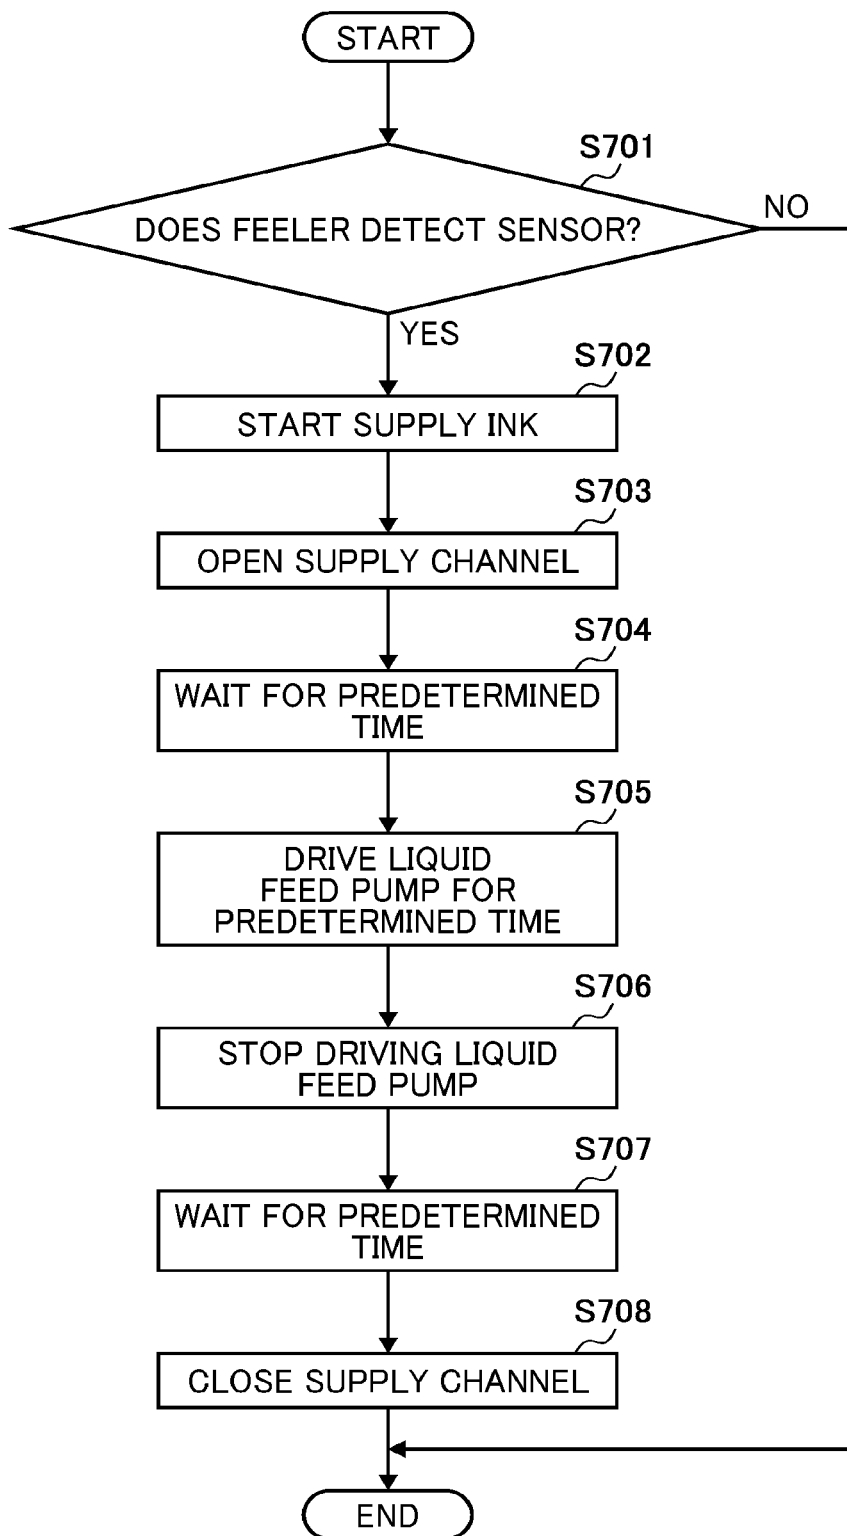 START
S701
DOES FEELER DETECT SENSOR?
NO
YES
S702
START SUPPLY INK
S703
OPEN SUPPLY CHANNEL
S704
WAIT FOR PREDETERMINED
TIME
S705
DRIVE LIQUID
FEED PUMP FOR
PREDETERMINED TIME
S706
STOP DRIVING LIQUID
FEED PUMP
S707
WAIT FOR PREDETERMINED
TIME
S708
CLOSE SUPPLY CHANNEL
END